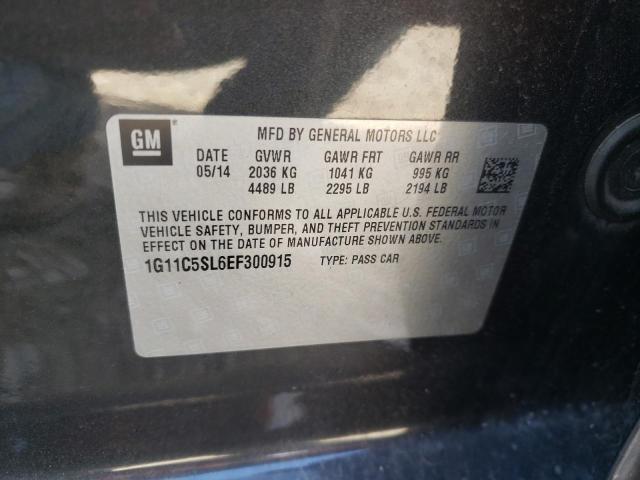 GM
MFD BY GENERAL MOTORS LLC
DATE GVWR GAWR FRT GAWR RR
05/14 2036 KG 1041 KG 995 KG
4489 LB 2295 LB 2194 LB
THIS VEHICLE CONFORMS TO ALL APPLICABLE U.S. FEDERAL MOTOR
VEHICLE SAFETY, BUMPER, AND THEFT PREVENTION STANDARDS IN
EFFECT ON THE DATE OF MANUFACTURE SHOWN ABOVE.
1G11C5SL6EF300915 TYPE: PASS CAR